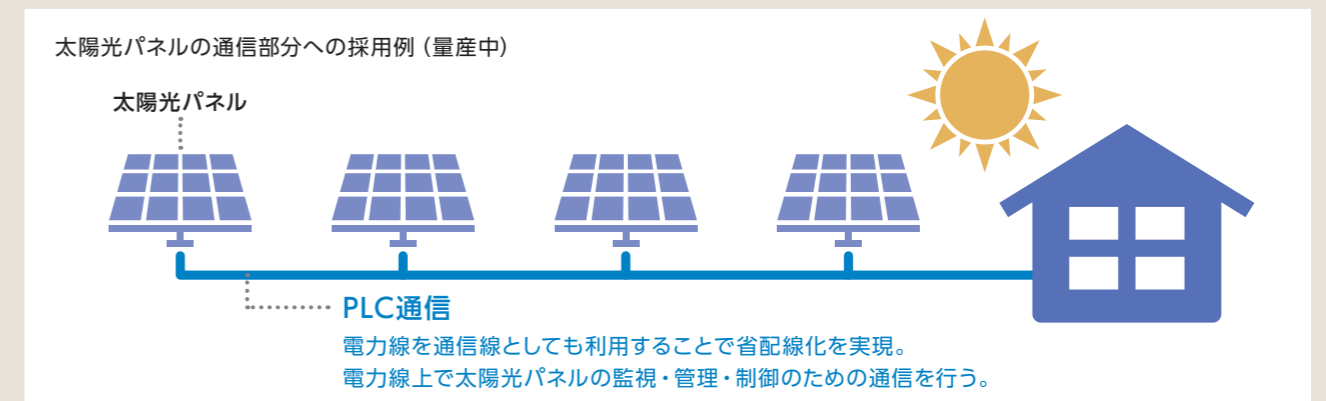 太陽光パネルの通信部分への採用例（量産中）
太陽光パネル
PLC通信
電力線を通信線としても利用することで省配線化を実現。
電力線上で太陽光パネルの監視・管理・制御のための通信を行う。